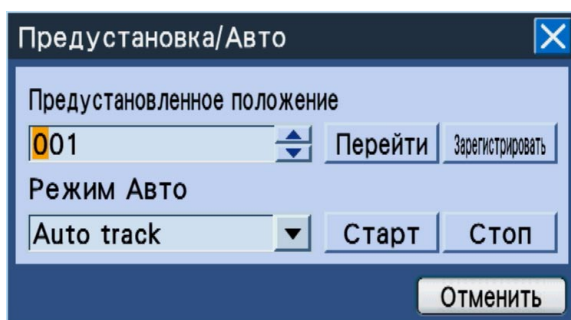 Предустановка/Авто
Предустановленное положение
001 Перейти Зарегистрировать
Режим Авто
Auto track Старт Стоп
Отменить